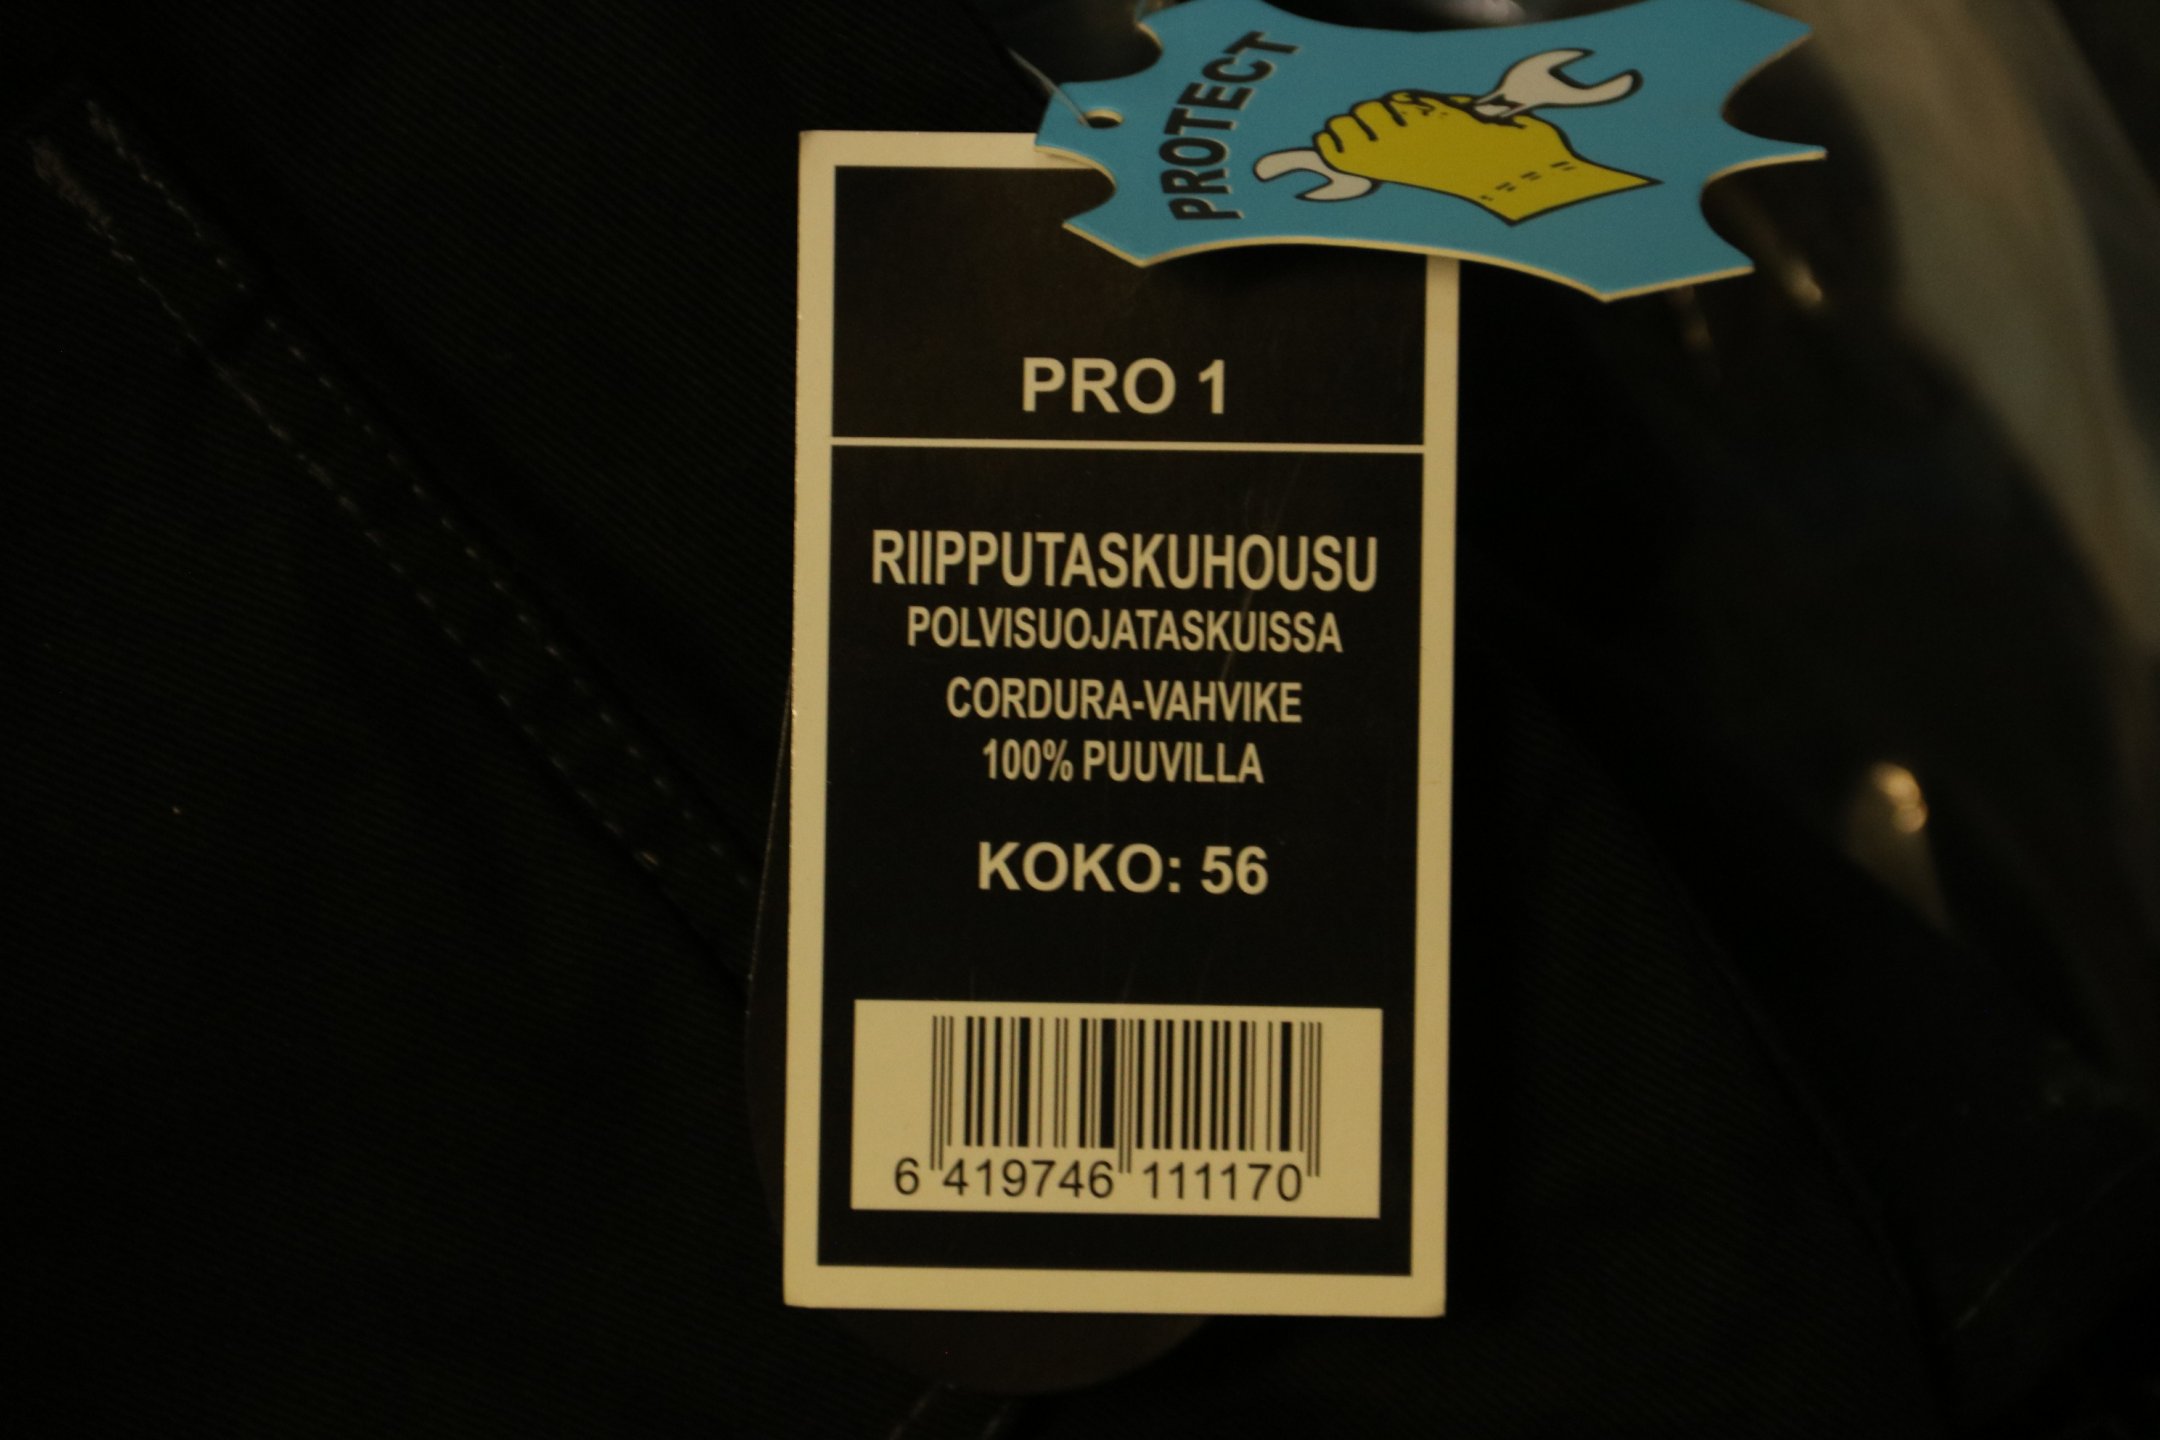 PROTECT
PRO 1
RIIPPUTASKUHOUSU
POLVISUOJATASKUISSA
CORDURA-VAHVIKE
100% PUUVILLA
KOKO: 56
6 419746 111170